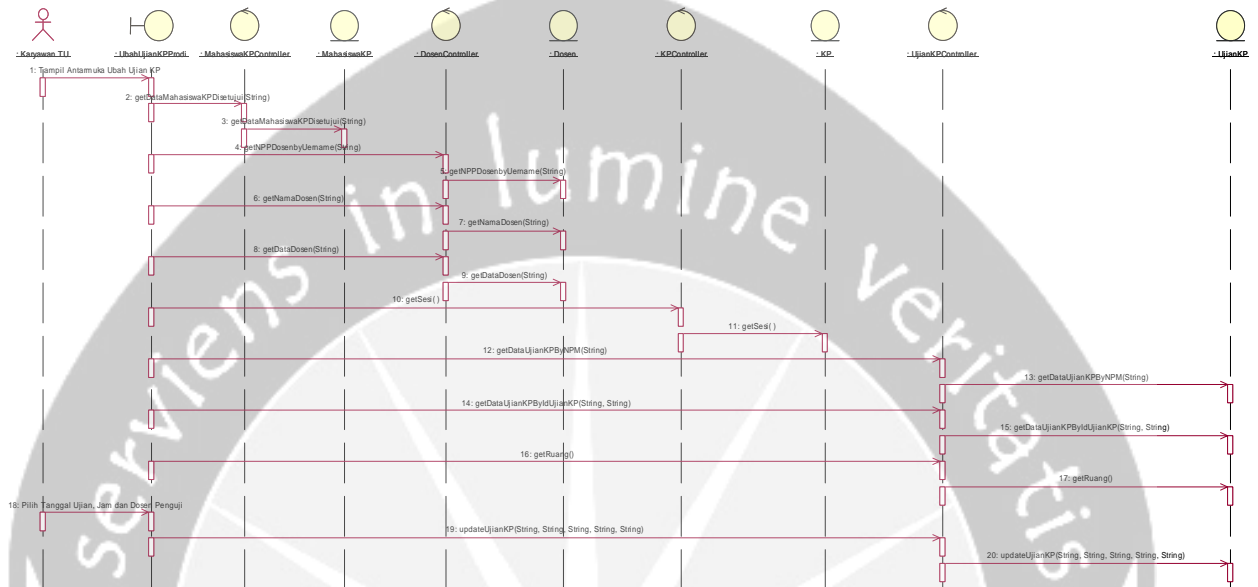 : Karyawan TU
: UbahUjianKPProdi
: MahasiswaKPController
: MahasiswaKP
: DosenController
: Dosen
: KPController
: KP
: UjianKPController
: UjianKP
1: Tampil Antarmuka Ubah Ujian KP
2: getDataMahasiswaKPDisetujui(String)
3: getDataMahasiswaKPDisetujui(String)
4: getNPPDosenbyUername(String)
5: getNPPDosenbyUername(String)
6: getNamaDosen(String)
7: getNamaDosen(String)
8: getDataDosen(String)
9: getDataDosen(String)
10: getSesi( )
11: getSesi( )
12: getDataUjianKPByNPM(String)
13: getDataUjianKPByNPM(String)
14: getDataUjianKPByIdUjianKP(String, String)
15: getDataUjianKPByIdUjianKP(String, String)
16: getRuang()
17: getRuang()
18: Pilih Tanggal Ujian, Jam dan Dosen Penguji
19: updateUjianKP(String, String, String, String, String)
20: updateUjianKP(String, String, String, String, String)
serviens in lumine veritatis